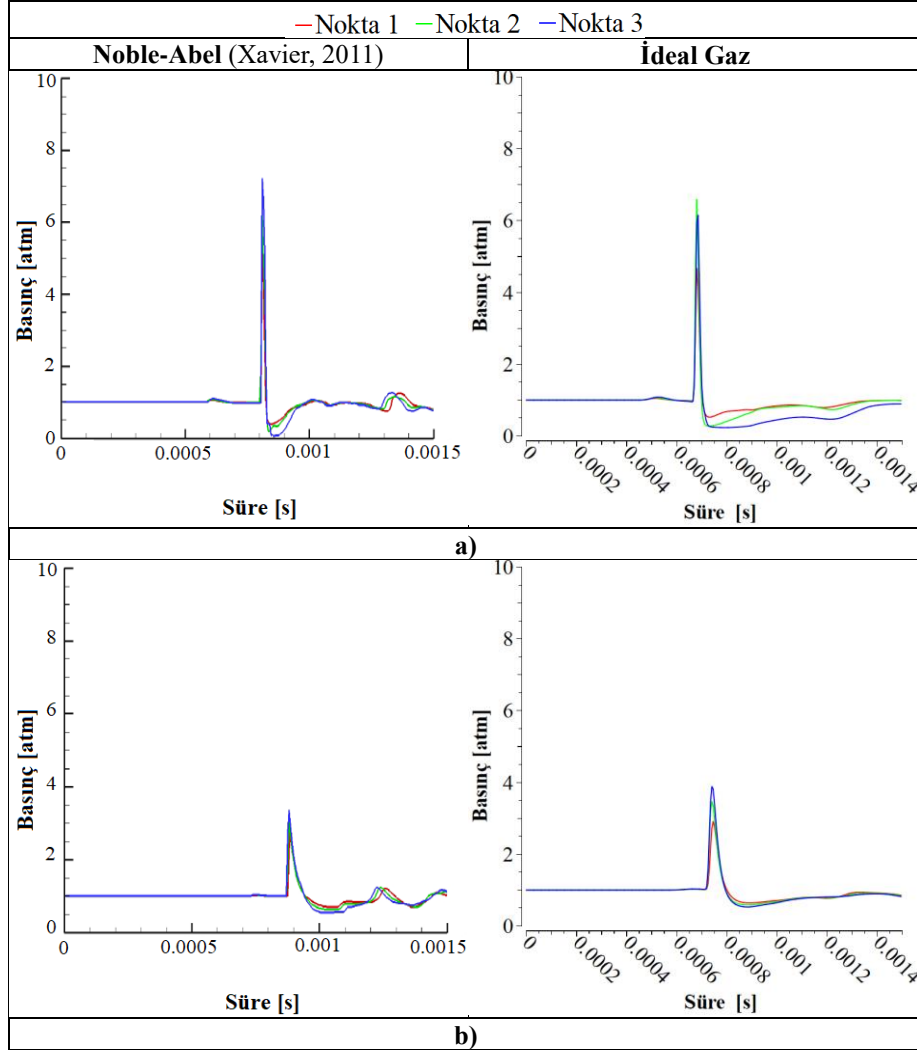 Nokta 1 Nokta 2 Nokta 3
Noble-Abel (Xavier, 2011) İdeal Gaz
10
8
6
4
2
0
Basınç [atm]
0 0.0005 0.001 0.0015
Süre [s]
10
8
6
4
2
0
Basınç [atm]
0 0.0002 0.0004 0.0006 0.0008 0.001 0.0012 0.0014
Süre [s]
a)
10
8
6
4
2
0
Basınç [atm]
0 0.0005 0.001 0.0015
Süre [s]
10
8
6
4
2
0
Basınç [atm]
0 0.0002 0.0004 0.0006 0.0008 0.001 0.0012 0.0014
Süre [s]
b)